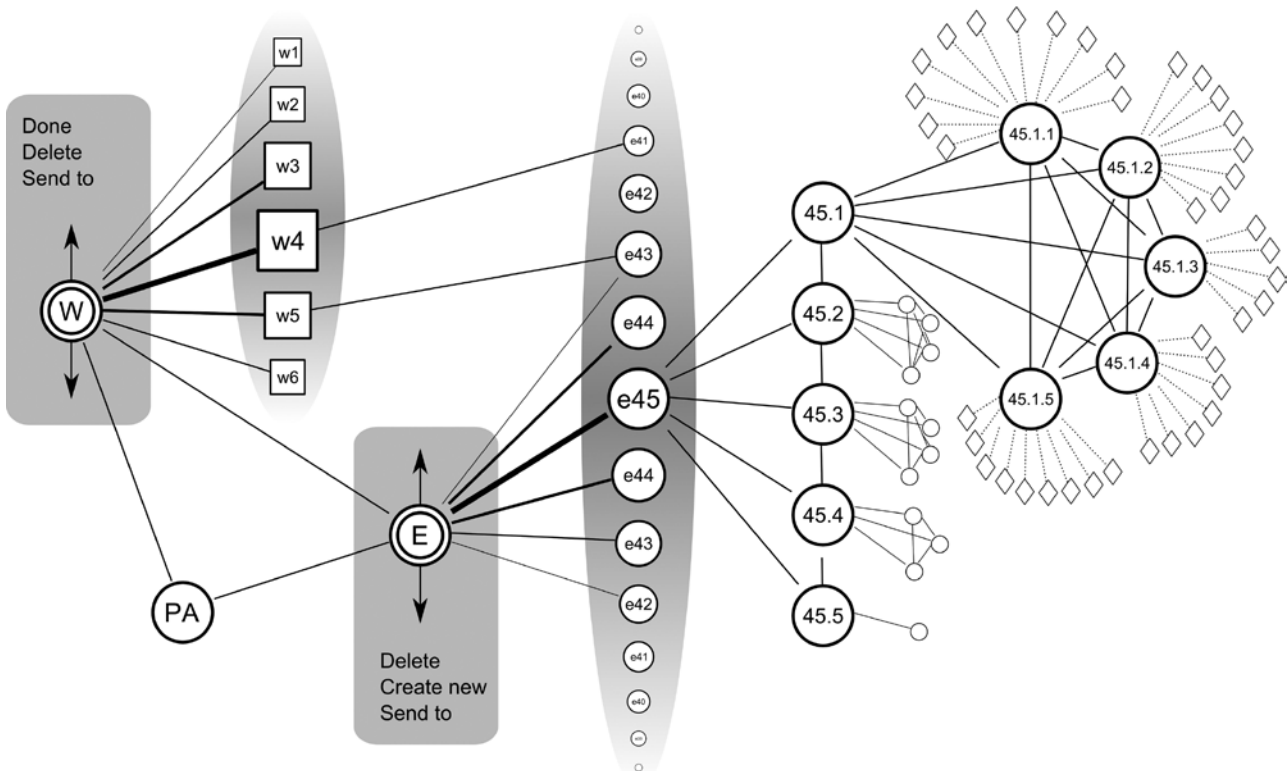 Done
Delete
Send to
W
PA
w1
w2
w3
w4
w5
w6
E
Delete
Create new
Send to
e40
e41
e42
e43
e44
e45
e44
e43
e42
e41
e40
45.1
45.2
45.3
45.4
45.5
45.1.1
45.1.2
45.1.3
45.1.4
45.1.5